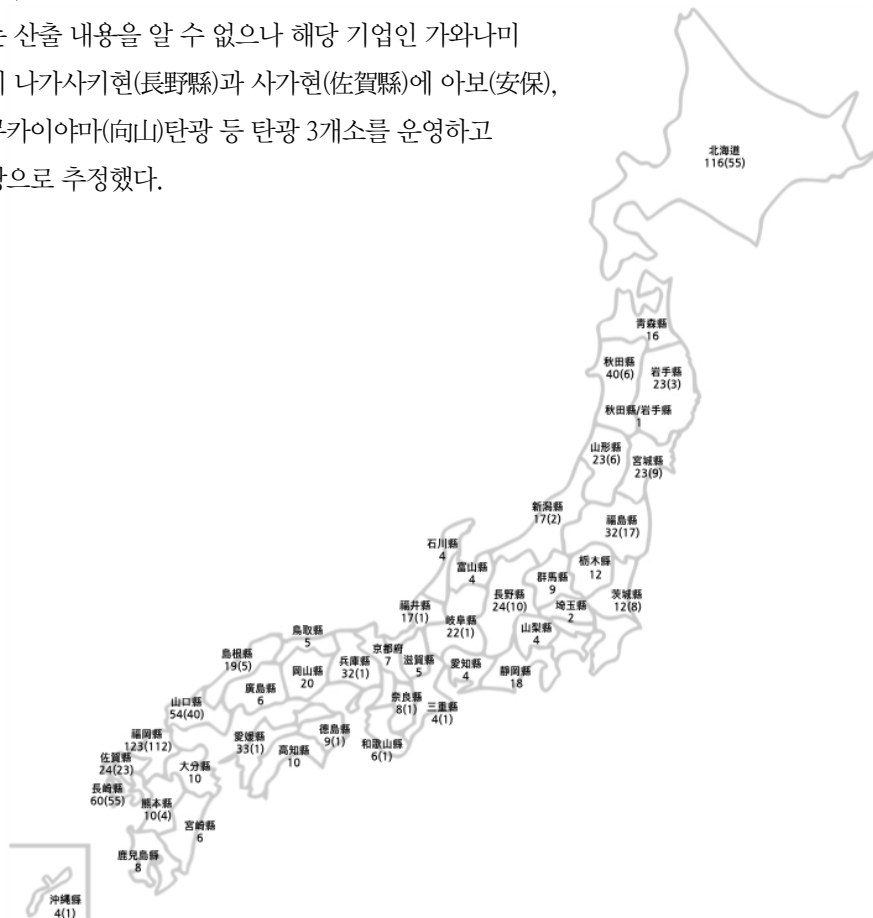 산출 내용을 알 수 없으나 해당 기업인 가와나미
나가사키현(長野縣)과 사가현(佐賀縣)에 아보(安保),
카이야마(向山)탄광 등 탄광 3개소를 운영하고
으로 추정했다.
北海道
116(55)
靑森縣
16
秋田縣
40(6)
岩手縣
23(3)
秋田縣/岩手縣
1
山形縣
23(6)
宮城縣
23(9)
新潟縣
17(2)
福島縣
32(17)
石川縣
4
富山縣
4
栃木縣
12
群馬縣
9
長野縣
24(10)
茨城縣
12(8)
埼玉縣
2
福井縣
17(1)
岐阜縣
22(1)
山梨縣
4
鳥取縣
5
京都府
7
島根縣
19(5)
兵庫縣
32(1)
滋賀縣
5
愛知縣
4
靜岡縣
18
岡山縣
20
廣島縣
6
山口縣
54(40)
奈良縣
8(1)
三重縣
4(1)
福岡縣
123(112)
愛媛縣
33(1)
德島縣
9(1)
高知縣
10
和歌山縣
6(1)
佐賀縣
24(23)
大分縣
10
長崎縣
60(55)
熊本縣
10(4)
宮崎縣
6
鹿兒島縣
8
沖繩縣
4(1)